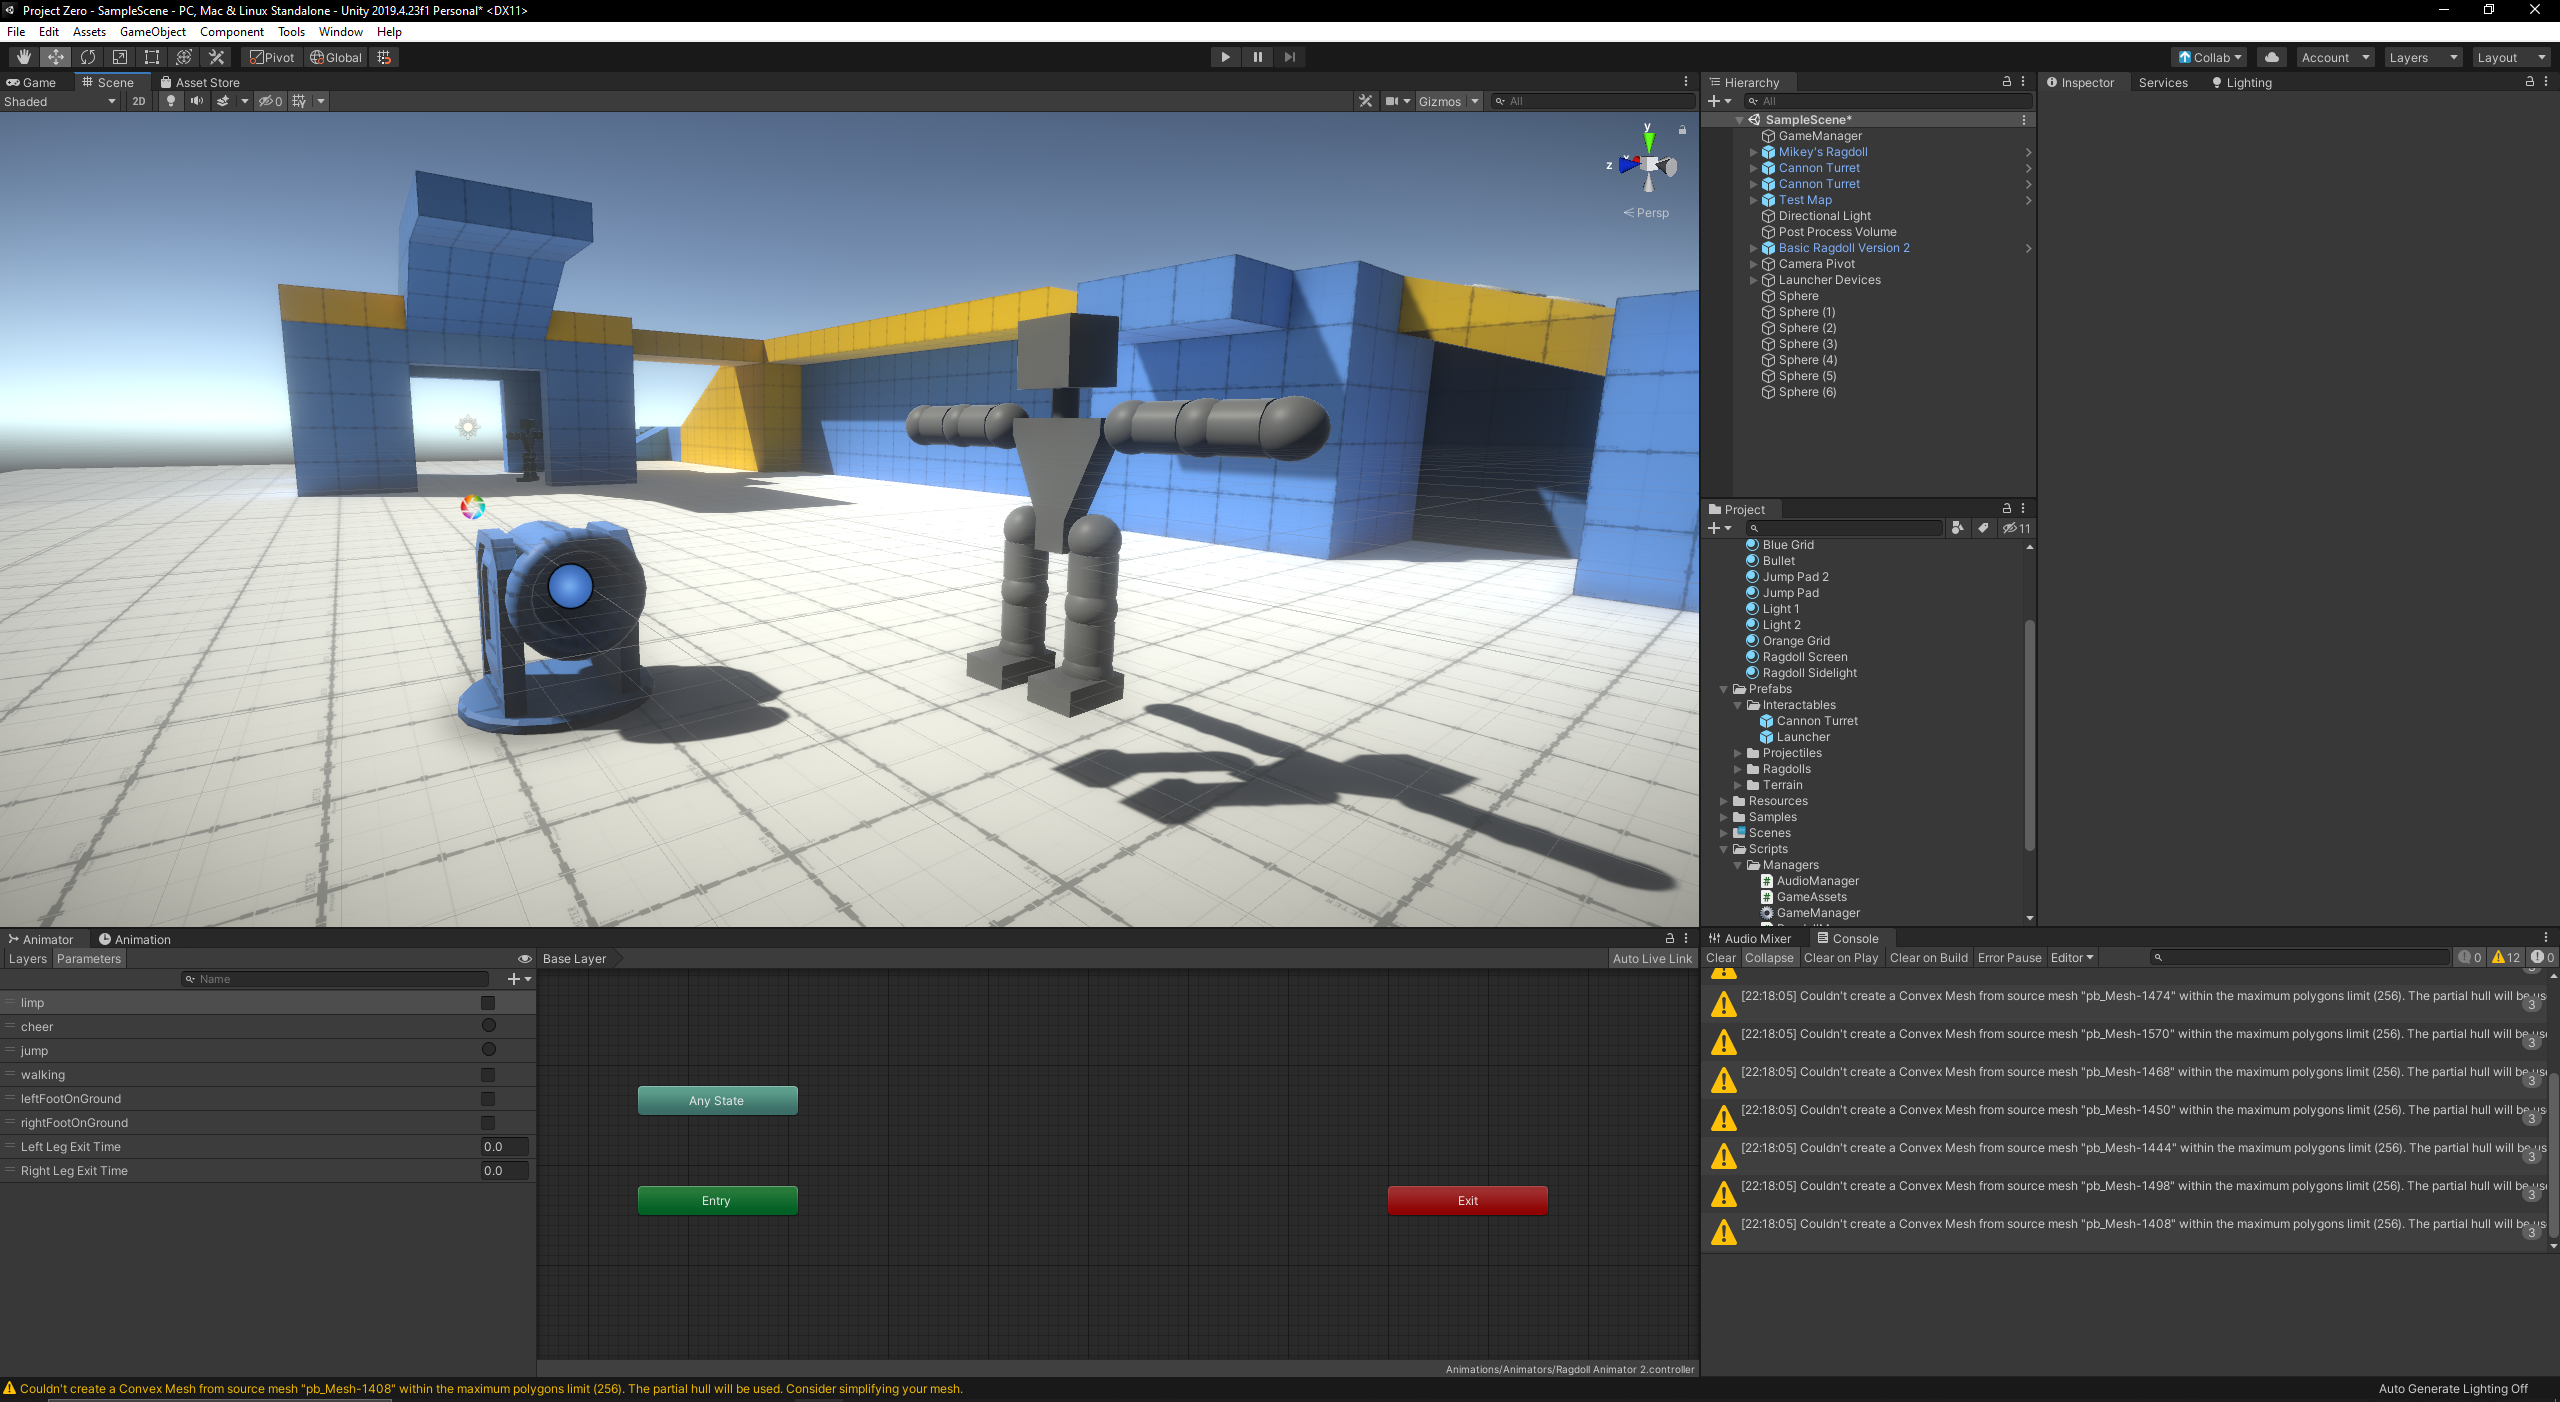 Project Zero - SampleScene - PC, Mac & Linux Standalone - Unity 2019.4.23f1 Personal* <DX11>
File Edit Assets GameObject Component Tools Window Help
Pivot Global
Collab Account Layers Layout
Game Scene Asset Store
Shaded 2D 0 Gizmos All
y
z
Persp
Hierarchy
All
SampleScene*
GameManager
Mikey's Ragdoll
Cannon Turret
Cannon Turret
Test Map
Directional Light
Post Process Volume
Basic Ragdoll Version 2
Camera Pivot
Launcher Devices
Sphere
Sphere (1)
Sphere (2)
Sphere (3)
Sphere (4)
Sphere (5)
Sphere (6)
Inspector Services Lighting
Project
11
Blue Grid
Bullet
Jump Pad 2
Jump Pad
Light 1
Light 2
Orange Grid
Ragdoll Screen
Ragdoll Sidelight
Prefabs
Interactables
Cannon Turret
Launcher
Projectiles
Ragdolls
Terrain
Resources
Samples
Scenes
Scripts
Managers
AudioManager
GameAssets
GameManager
Animator Animation
Layers Parameters
Name
limp
cheer
jump
walking
leftFootOnGround
rightFootOnGround
Left Leg Exit Time 0.0
Right Leg Exit Time 0.0
Base Layer Auto Live Link
Any State
Entry
Exit
Animations/Animators/Ragdoll Animator 2.controller
Audio Mixer Console
Clear Collapse Clear on Play Clear on Build Error Pause Editor 0 12 0
[22:18:05] Couldn't create a Convex Mesh from source mesh "pb_Mesh-1474" within the maximum polygons limit (256). The partial hull will be us
3
[22:18:05] Couldn't create a Convex Mesh from source mesh "pb_Mesh-1570" within the maximum polygons limit (256). The partial hull will be us
3
[22:18:05] Couldn't create a Convex Mesh from source mesh "pb_Mesh-1468" within the maximum polygons limit (256). The partial hull will be us
3
[22:18:05] Couldn't create a Convex Mesh from source mesh "pb_Mesh-1450" within the maximum polygons limit (256). The partial hull will be us
3
[22:18:05] Couldn't create a Convex Mesh from source mesh "pb_Mesh-1444" within the maximum polygons limit (256). The partial hull will be us
3
[22:18:05] Couldn't create a Convex Mesh from source mesh "pb_Mesh-1498" within the maximum polygons limit (256). The partial hull will be us
3
[22:18:05] Couldn't create a Convex Mesh from source mesh "pb_Mesh-1408" within the maximum polygons limit (256). The partial hull will be us
3
Couldn't create a Convex Mesh from source mesh "pb_Mesh-1408" within the maximum polygons limit (256). The partial hull will be used. Consider simplifying your mesh.
Auto Generate Lighting Off